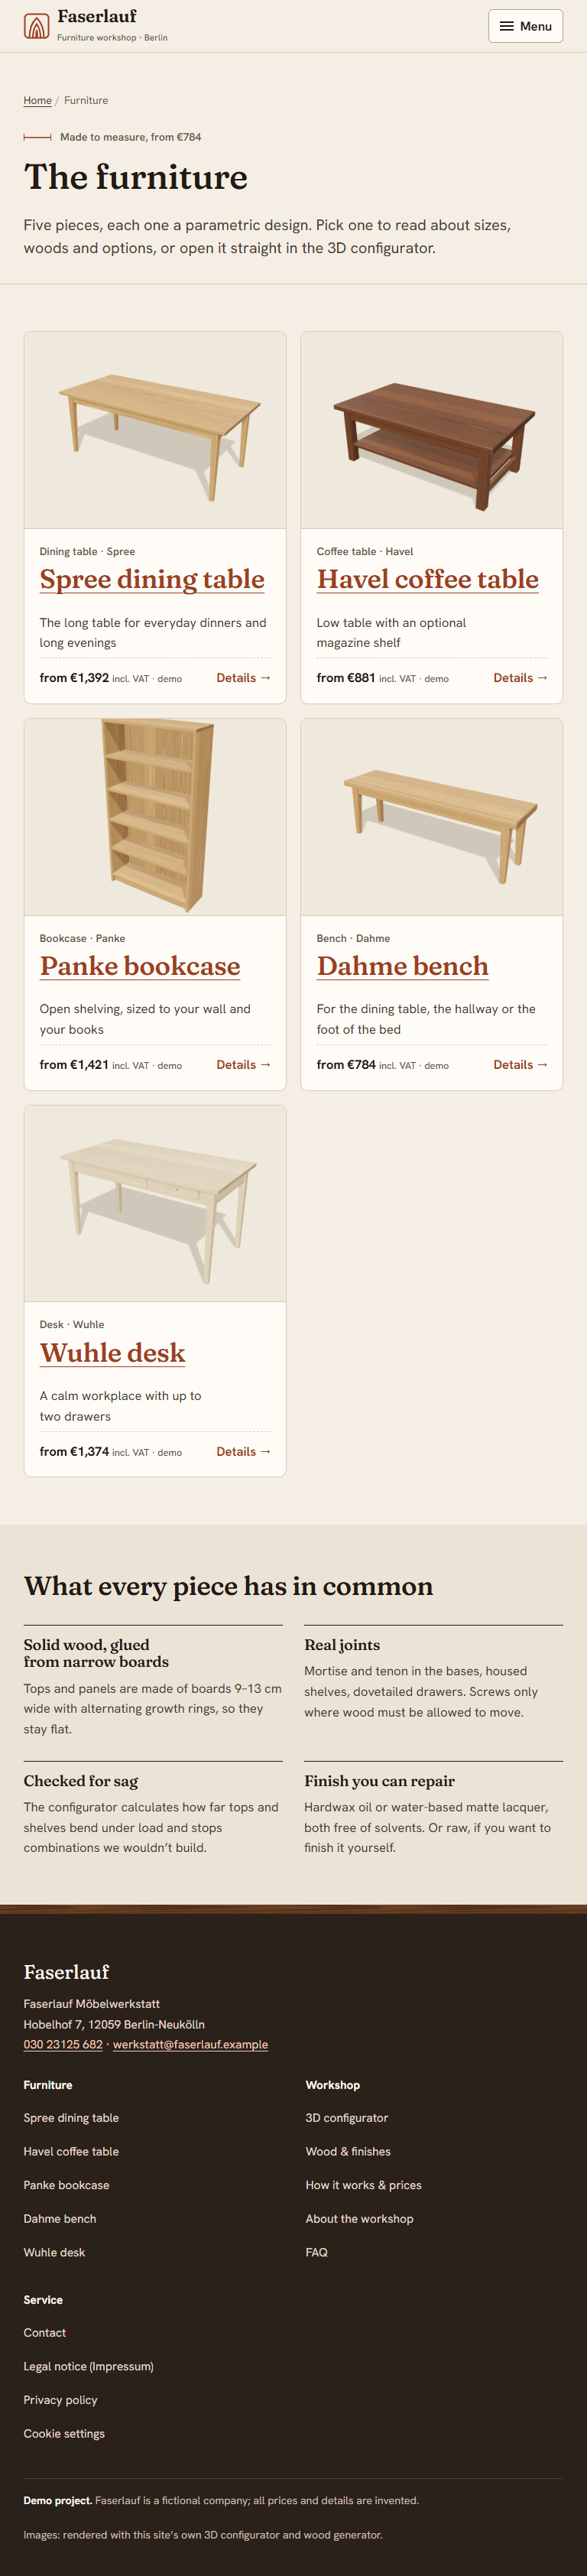 Faserlauf
Furniture workshop · Berlin
Menu
Home / Furniture
Made to measure, from €784
The furniture
Five pieces, each one a parametric design. Pick one to read about sizes,
woods and options, or open it straight in the 3D configurator.
Dining table · Spree
Spree dining table
The long table for everyday dinners and
long evenings
from €1,392 incl. VAT · demo Details →
Coffee table · Havel
Havel coffee table
Low table with an optional
magazine shelf
from €881 incl. VAT · demo Details →
Bookcase · Panke
Panke bookcase
Open shelving, sized to your wall and
your books
from €1,421 incl. VAT · demo Details →
Bench · Dahme
Dahme bench
For the dining table, the hallway or the
foot of the bed
from €784 incl. VAT · demo Details →
Desk · Wuhle
Wuhle desk
A calm workplace with up to
two drawers
from €1,374 incl. VAT · demo Details →
What every piece has in common
Solid wood, glued
from narrow boards
Tops and panels are made of boards 9–13 cm
wide with alternating growth rings, so they
stay flat.
Real joints
Mortise and tenon in the bases, housed
shelves, dovetailed drawers. Screws only
where wood must be allowed to move.
Checked for sag
The configurator calculates how far tops and
shelves bend under load and stops
combinations we wouldn’t build.
Finish you can repair
Hardwax oil or water-based matte lacquer,
both free of solvents. Or raw, if you want to
finish it yourself.
Faserlauf
Faserlauf Möbelwerkstatt
Hobelhof 7, 12059 Berlin-Neukölln
030 23125 682 · werkstatt@faserlauf.example
Furniture
Spree dining table
Havel coffee table
Panke bookcase
Dahme bench
Wuhle desk
Workshop
3D configurator
Wood & finishes
How it works & prices
About the workshop
FAQ
Service
Contact
Legal notice (Impressum)
Privacy policy
Cookie settings
Demo project. Faserlauf is a fictional company; all prices and details are invented.
Images: rendered with this site’s own 3D configurator and wood generator.